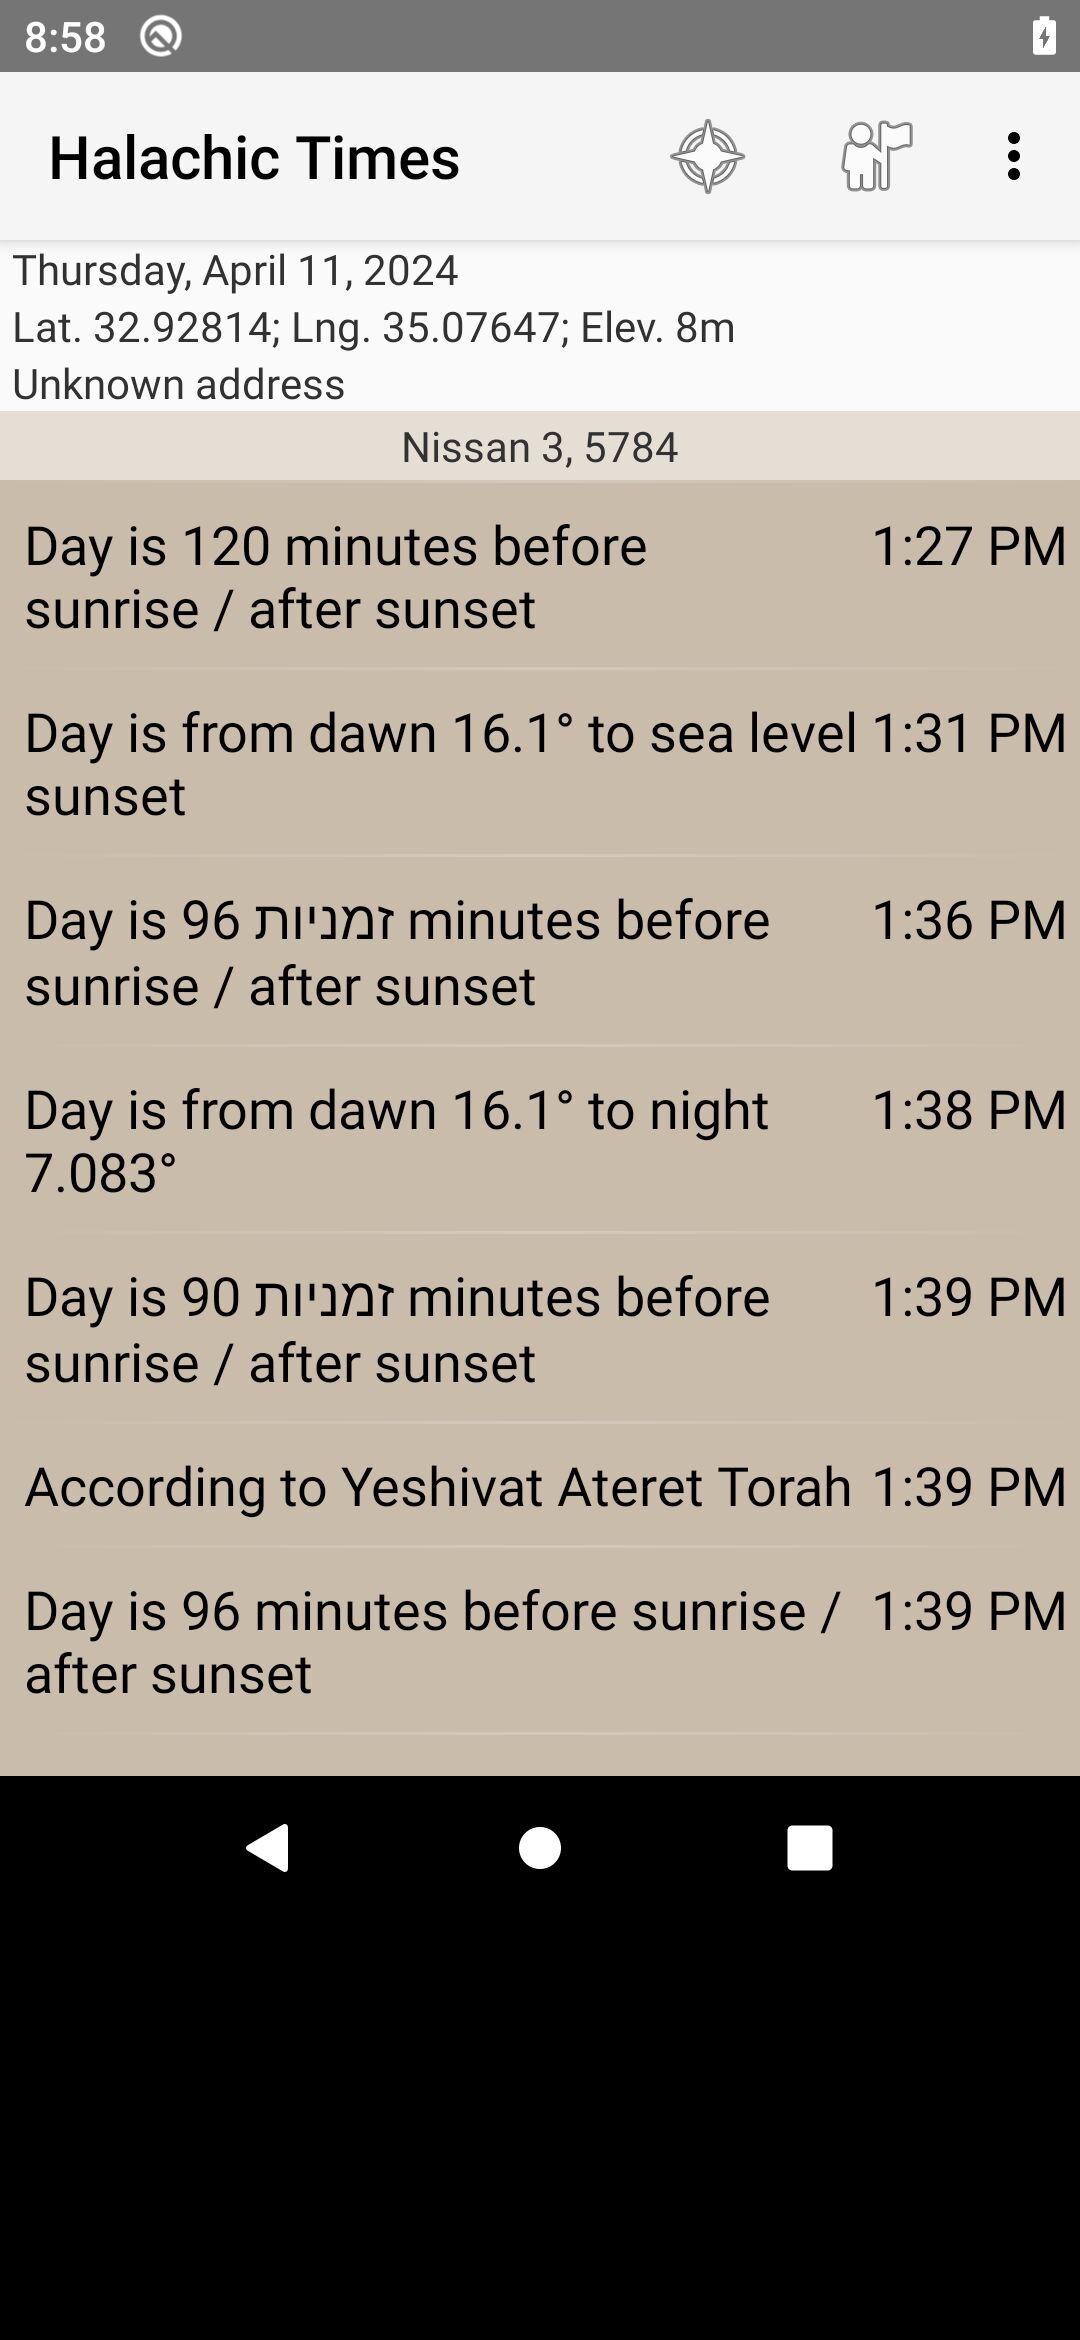 8:58
Halachic Times
Thursday, April 11, 2024
Lat. 32.92814; Lng. 35.07647; Elev. 8m
Unknown address
Nissan 3, 5784
Day is 120 minutes before 1:27 PM
sunrise / after sunset
Day is from dawn 16.1° to sea level 1:31 PM
sunset
Day is 96 זמניות minutes before 1:36 PM
sunrise / after sunset
Day is from dawn 16.1° to night 1:38 PM
7.083°
Day is 90 זמניות minutes before 1:39 PM
sunrise / after sunset
According to Yeshivat Ateret Torah 1:39 PM
Day is 96 minutes before sunrise / 1:39 PM
after sunset